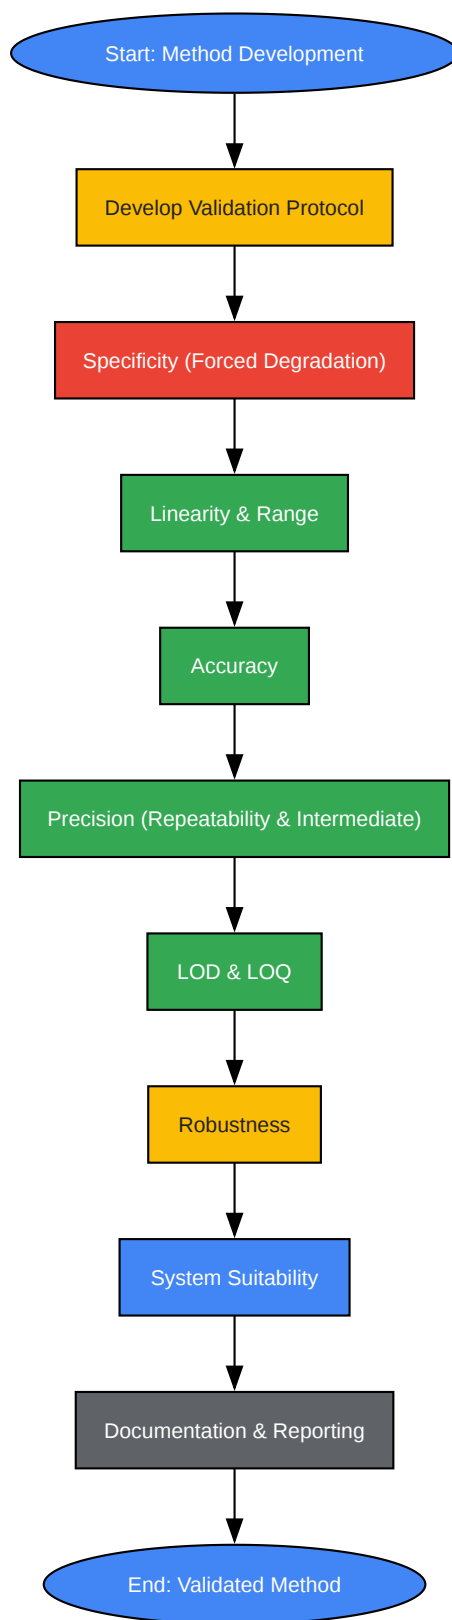 Start: Method Development
Develop Validation Protocol
Specificity (Forced Degradation)
Linearity & Range
Accuracy
Precision (Repeatability & Intermediate)
LOD & LOQ
Robustness
System Suitability
Documentation & Reporting
End: Validated Method